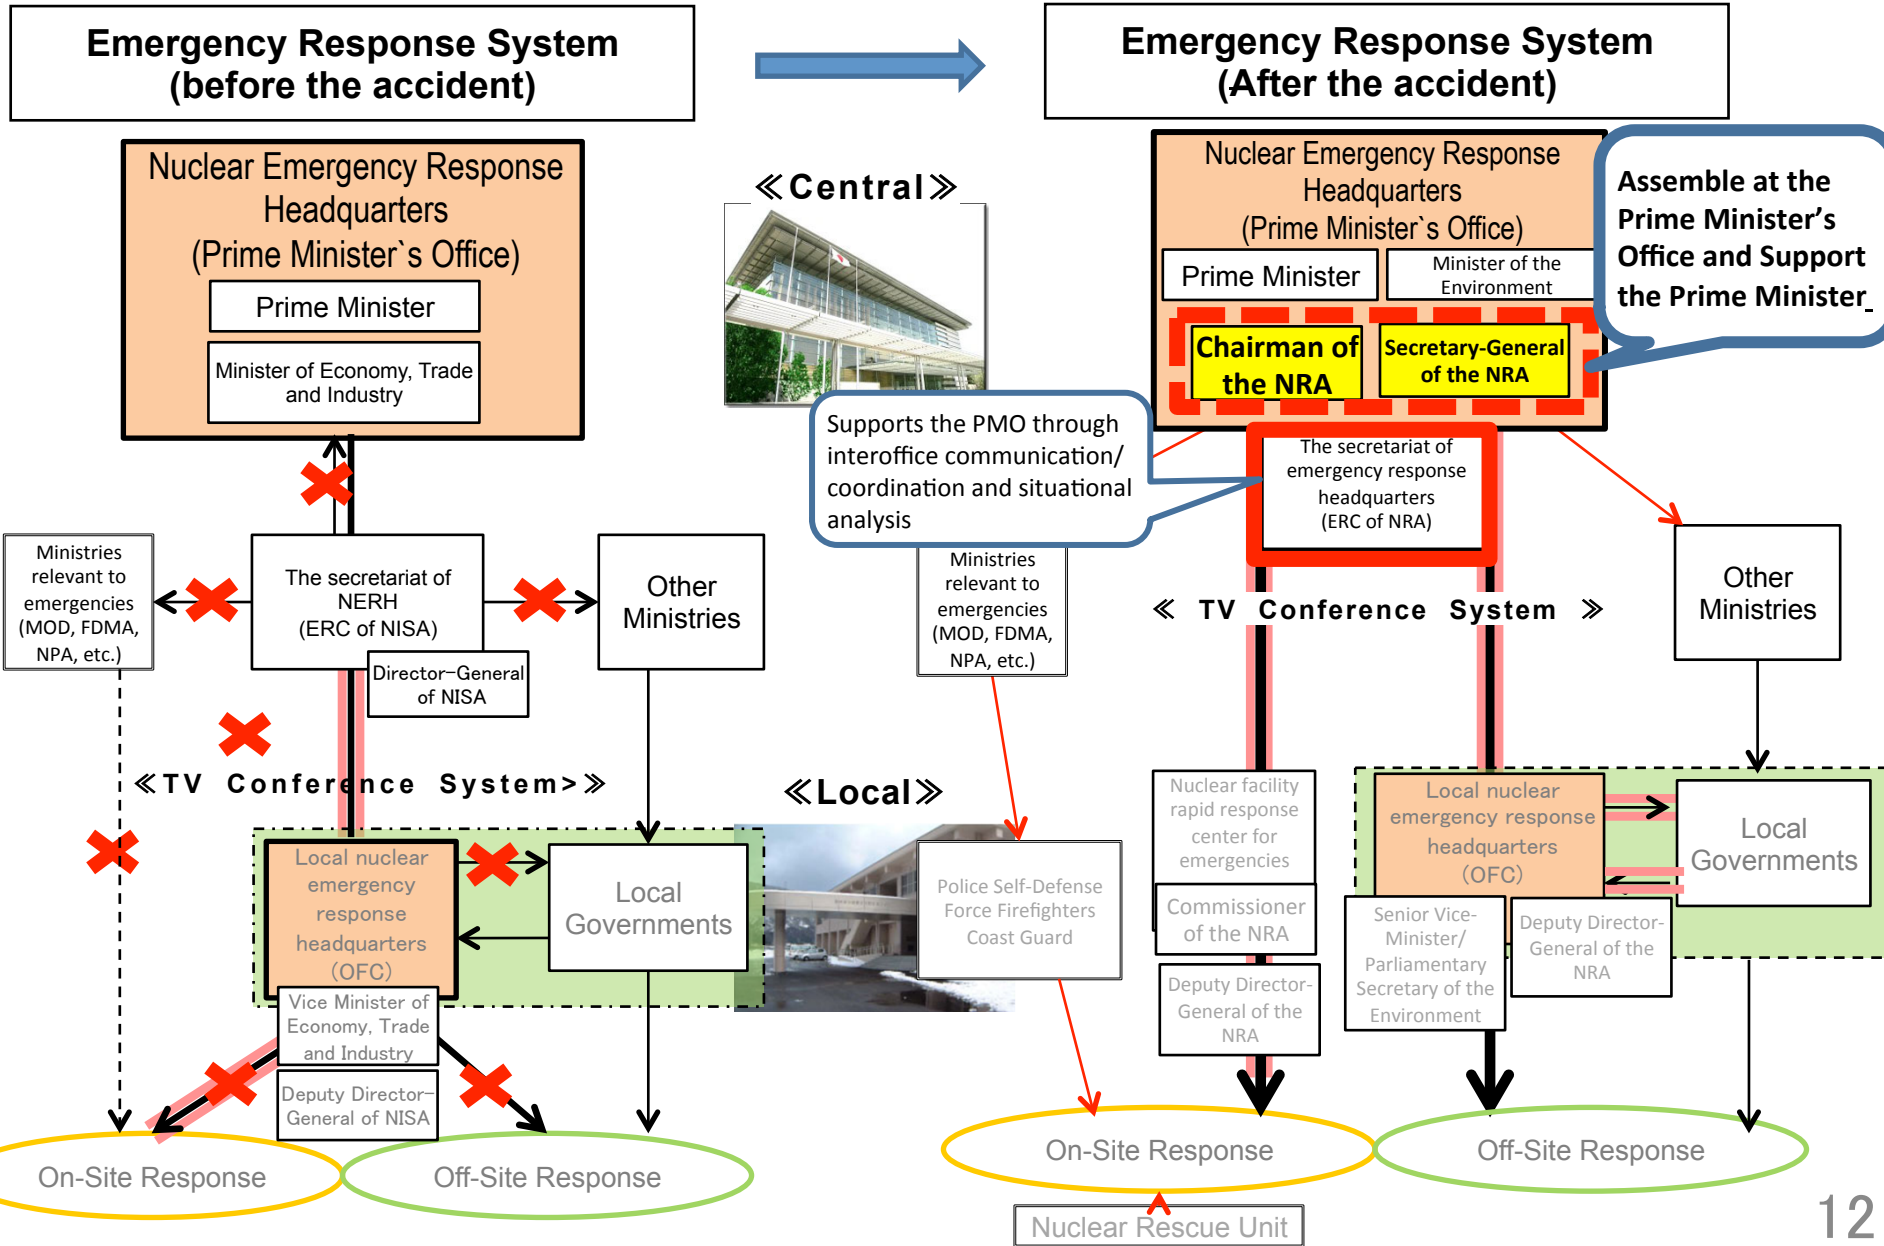 Emergency Response System
(before the accident)
Emergency Response System
(After the accident)
Nuclear Emergency Response
Headquarters
(Prime Minister`s Office)
Prime Minister
Minister of Economy, Trade
and Industry
Ministries
relevant to
emergencies
(MOD, FDMA,
NPA, etc.)
The secretariat of
NERH
(ERC of NISA)
Director-General
of NISA
Other
Ministries
≪TV Conference System>≫
Local nuclear
emergency
response
headquarters
(OFC)
Local
Governments
Vice Minister of
Economy, Trade
and Industry
Deputy Director-
General of NISA
On-Site Response
Off-Site Response
≪Central≫
≪Local≫
Nuclear Emergency Response
Headquarters
(Prime Minister`s Office)
Prime Minister
Minister of the
Environment
Chairman of
the NRA
Secretary-General
of the NRA
Assemble at the
Prime Minister’s
Office and Support
the Prime Minister
Supports the PMO through
interoffice communication/
coordination and situational
analysis
The secretariat of
emergency response
headquarters
(ERC of NRA)
Ministries
relevant to
emergencies
(MOD, FDMA,
NPA, etc.)
≪ TV Conference System ≫
Other
Ministries
Police Self-Defense
Force Firefighters
Coast Guard
Nuclear facility
rapid response
center for
emergencies
Commissioner
of the NRA
Deputy Director-
General of the
NRA
Local nuclear
emergency response
headquarters
(OFC)
Senior Vice-
Minister/
Parliamentary
Secretary of the
Environment
Deputy Director-
General of the
NRA
Local
Governments
On-Site Response
Off-Site Response
Nuclear Rescue Unit
12